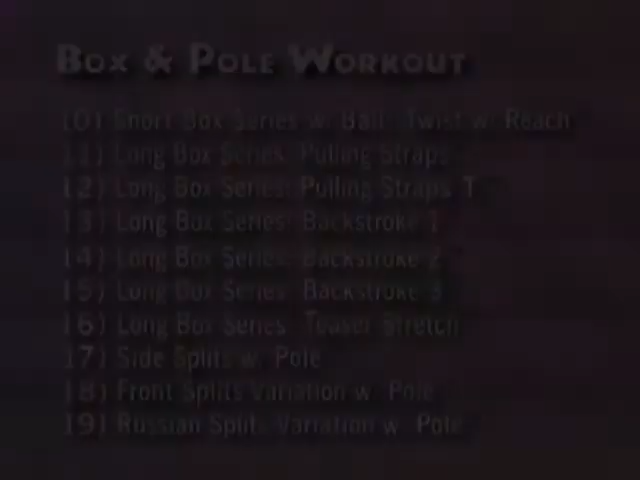 Box & Pole Workout
10) Short Box Series w. Ball: Twist w. Reach
11) Long Box Series: Pulling Straps
12) Long Box Series: Pulling Straps T
13) Long Box Series: Backstroke 1
14) Long Box Series: Backstroke 2
15) Long Box Series: Backstroke 3
16) Long Box Series: Teaser Stretch
17) Side Splits w. Pole
18) Front Splits Variation w. Pole
19) Russian Splits Variation w. Pole